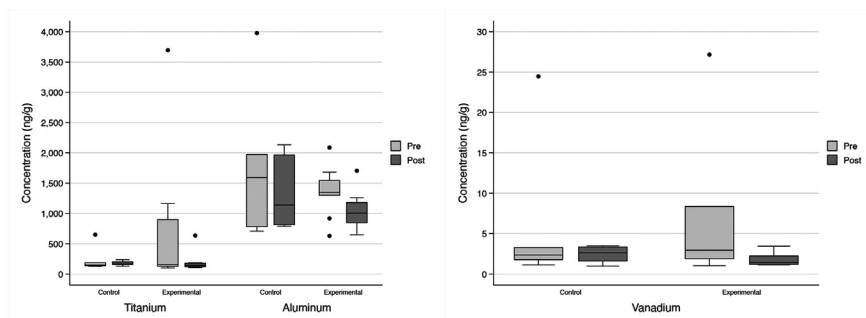 Concentration (ng/g)
4,000
3,500
3,000
2,500
2,000
1,500
1,000
500
0
Pre
Post
Control Experimental Control Experimental
Titanium Aluminum
Concentration (ng/g)
30
25
20
15
10
5
0
Pre
Post
Control Experimental
Vanadium